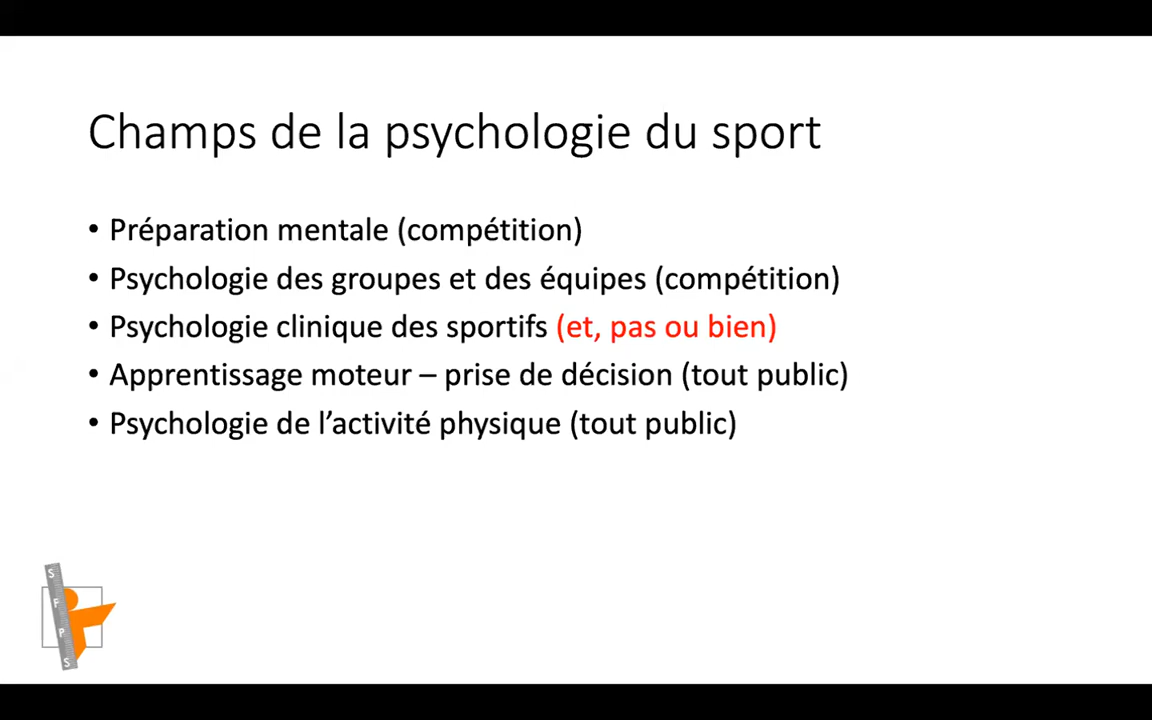 Champs de la psychologie du sport
• Préparation mentale (compétition)
• Psychologie des groupes et des équipes (compétition)
• Psychologie clinique des sportifs (et, pas ou bien)
• Apprentissage moteur – prise de décision (tout public)
• Psychologie de l’activité physique (tout public)
S
F
P
S